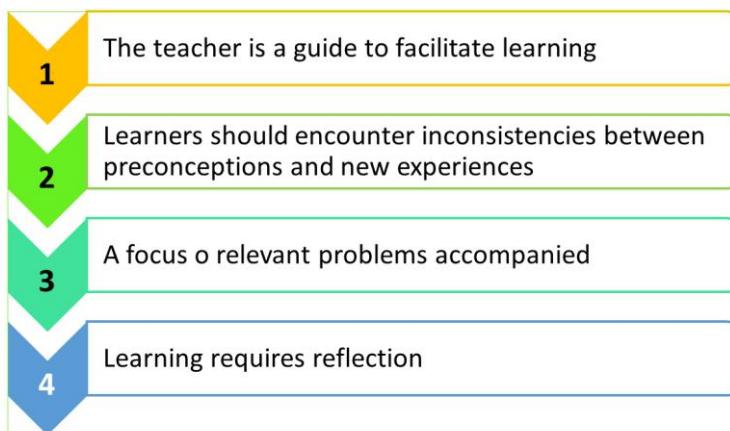 1
The teacher is a guide to facilitate learning
2
Learners should encounter inconsistencies between
preconceptions and new experiences
3
A focus o relevant problems accompanied
4
Learning requires reflection